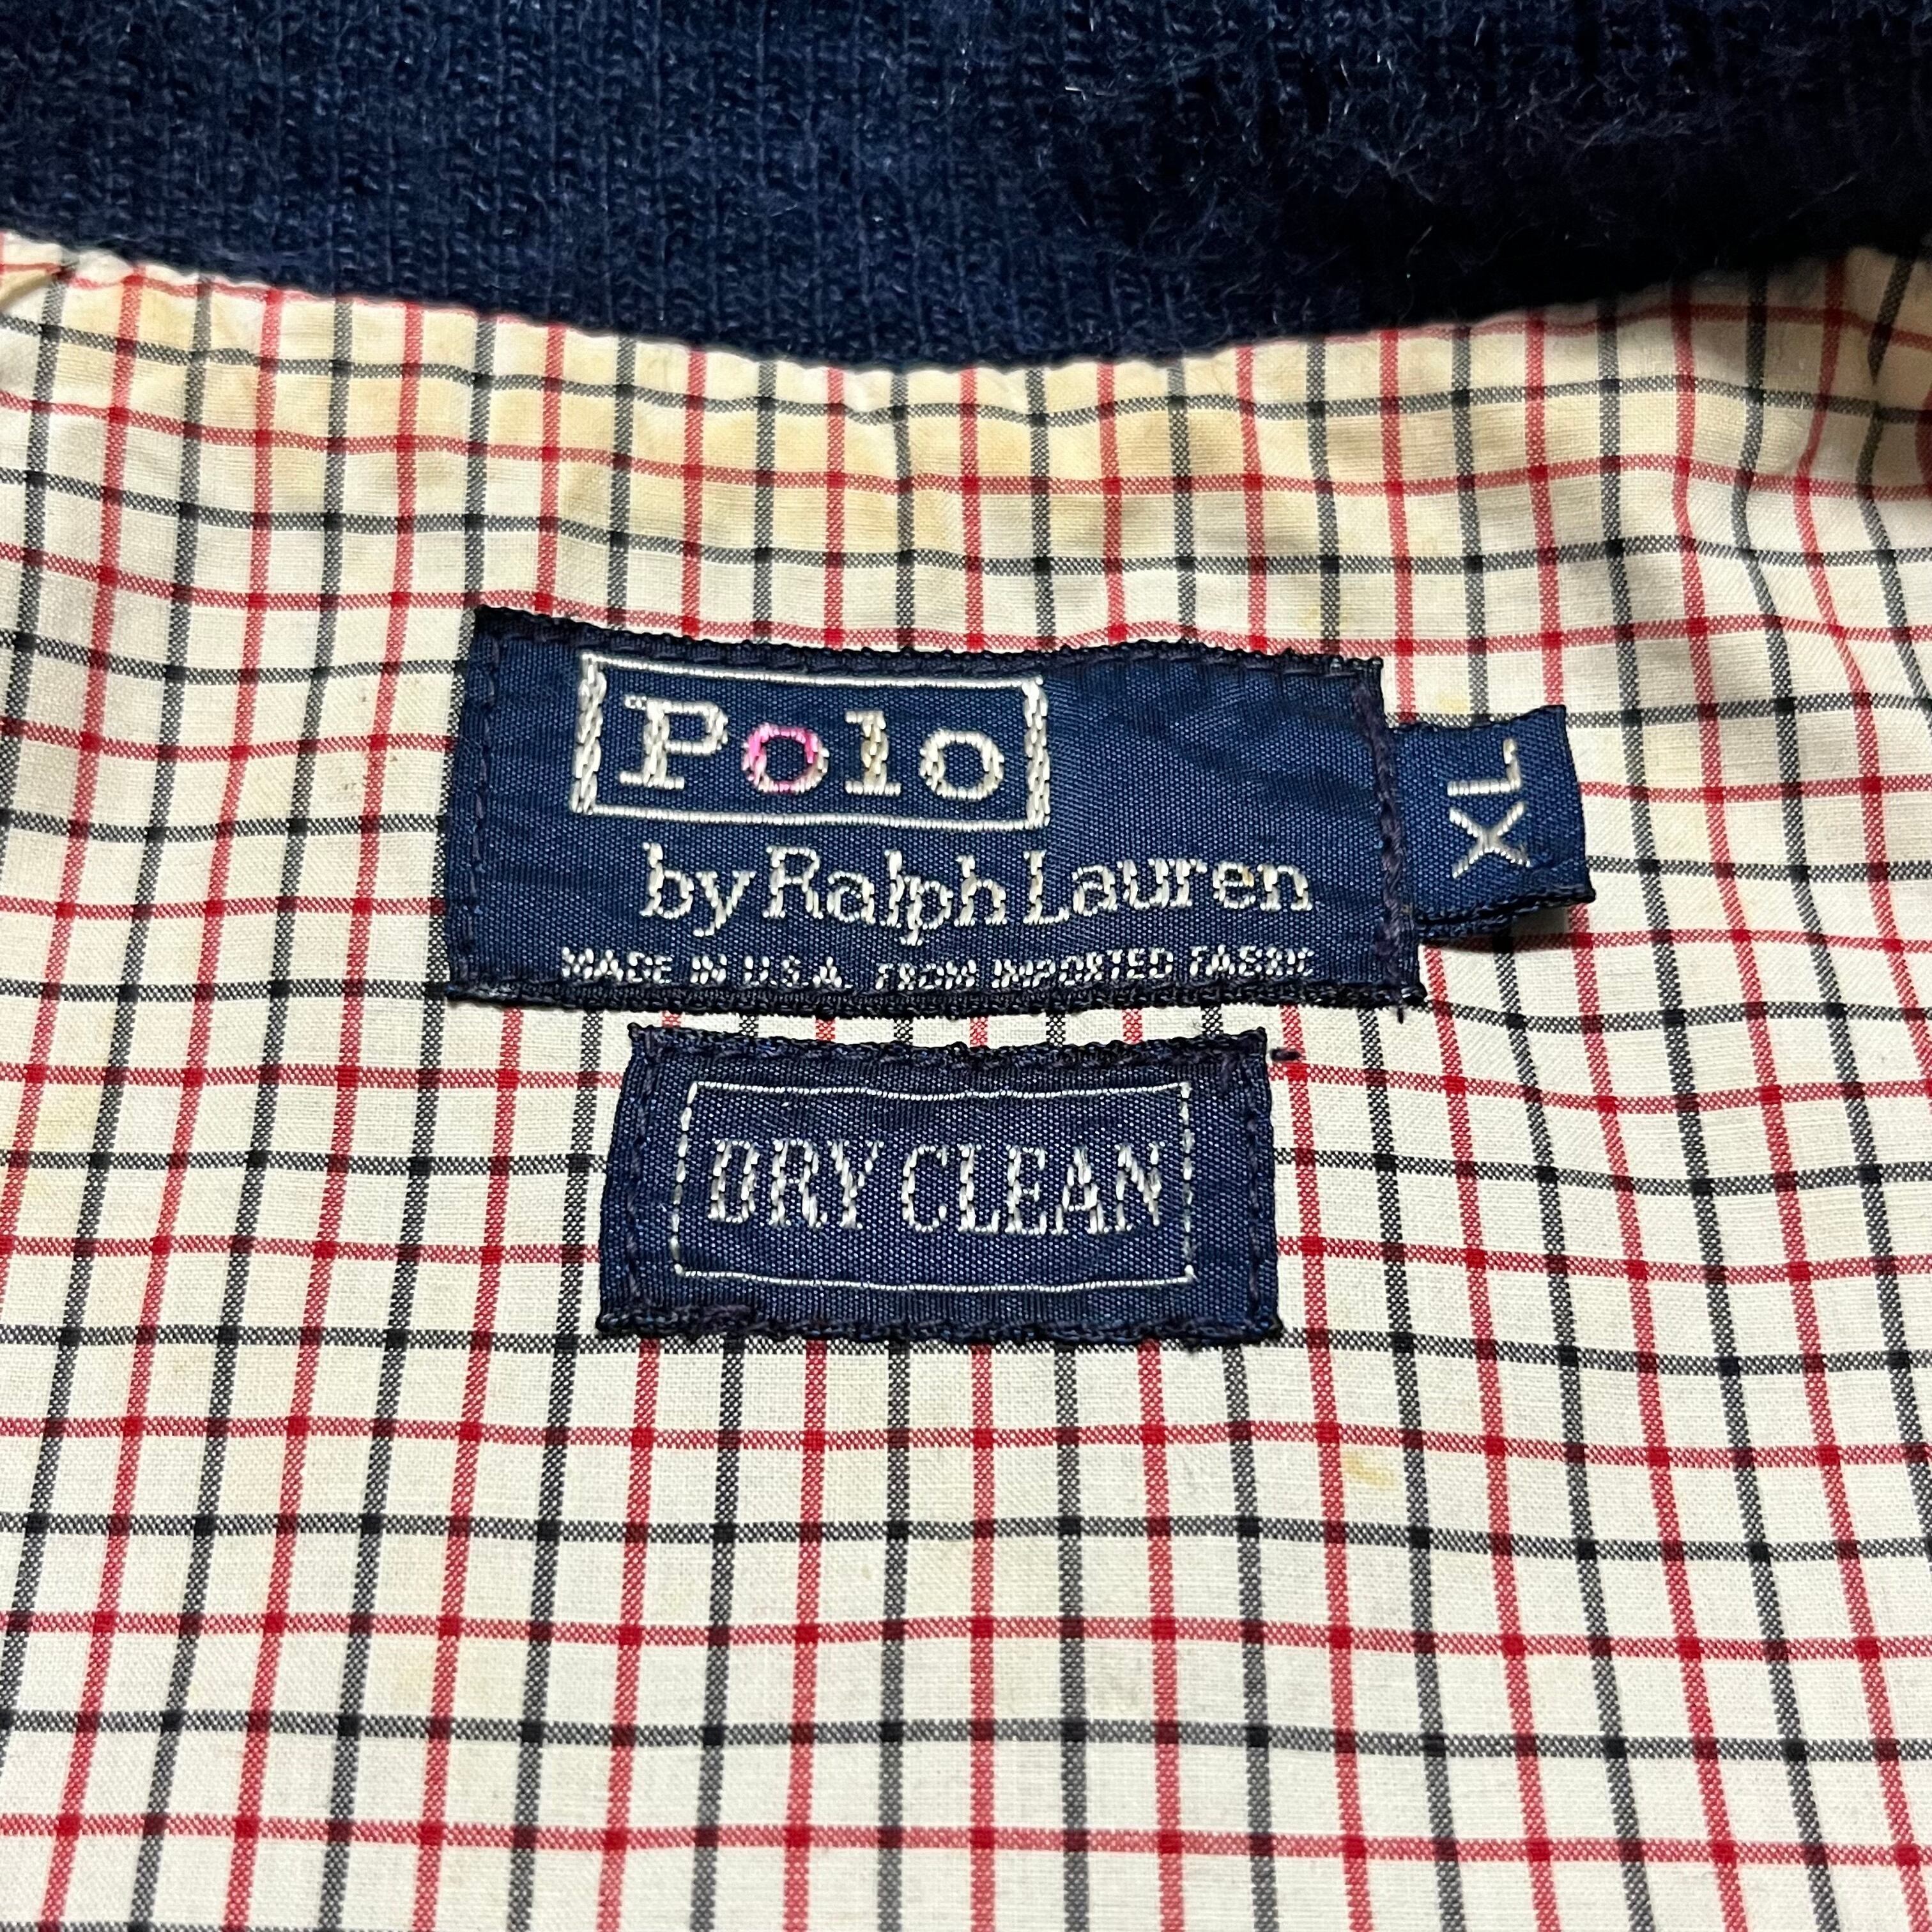 Polo
by Ralph Lauren
MADE IN U.S.A. FROM IMPORTED FABRIC
XL
DRY CLEAN